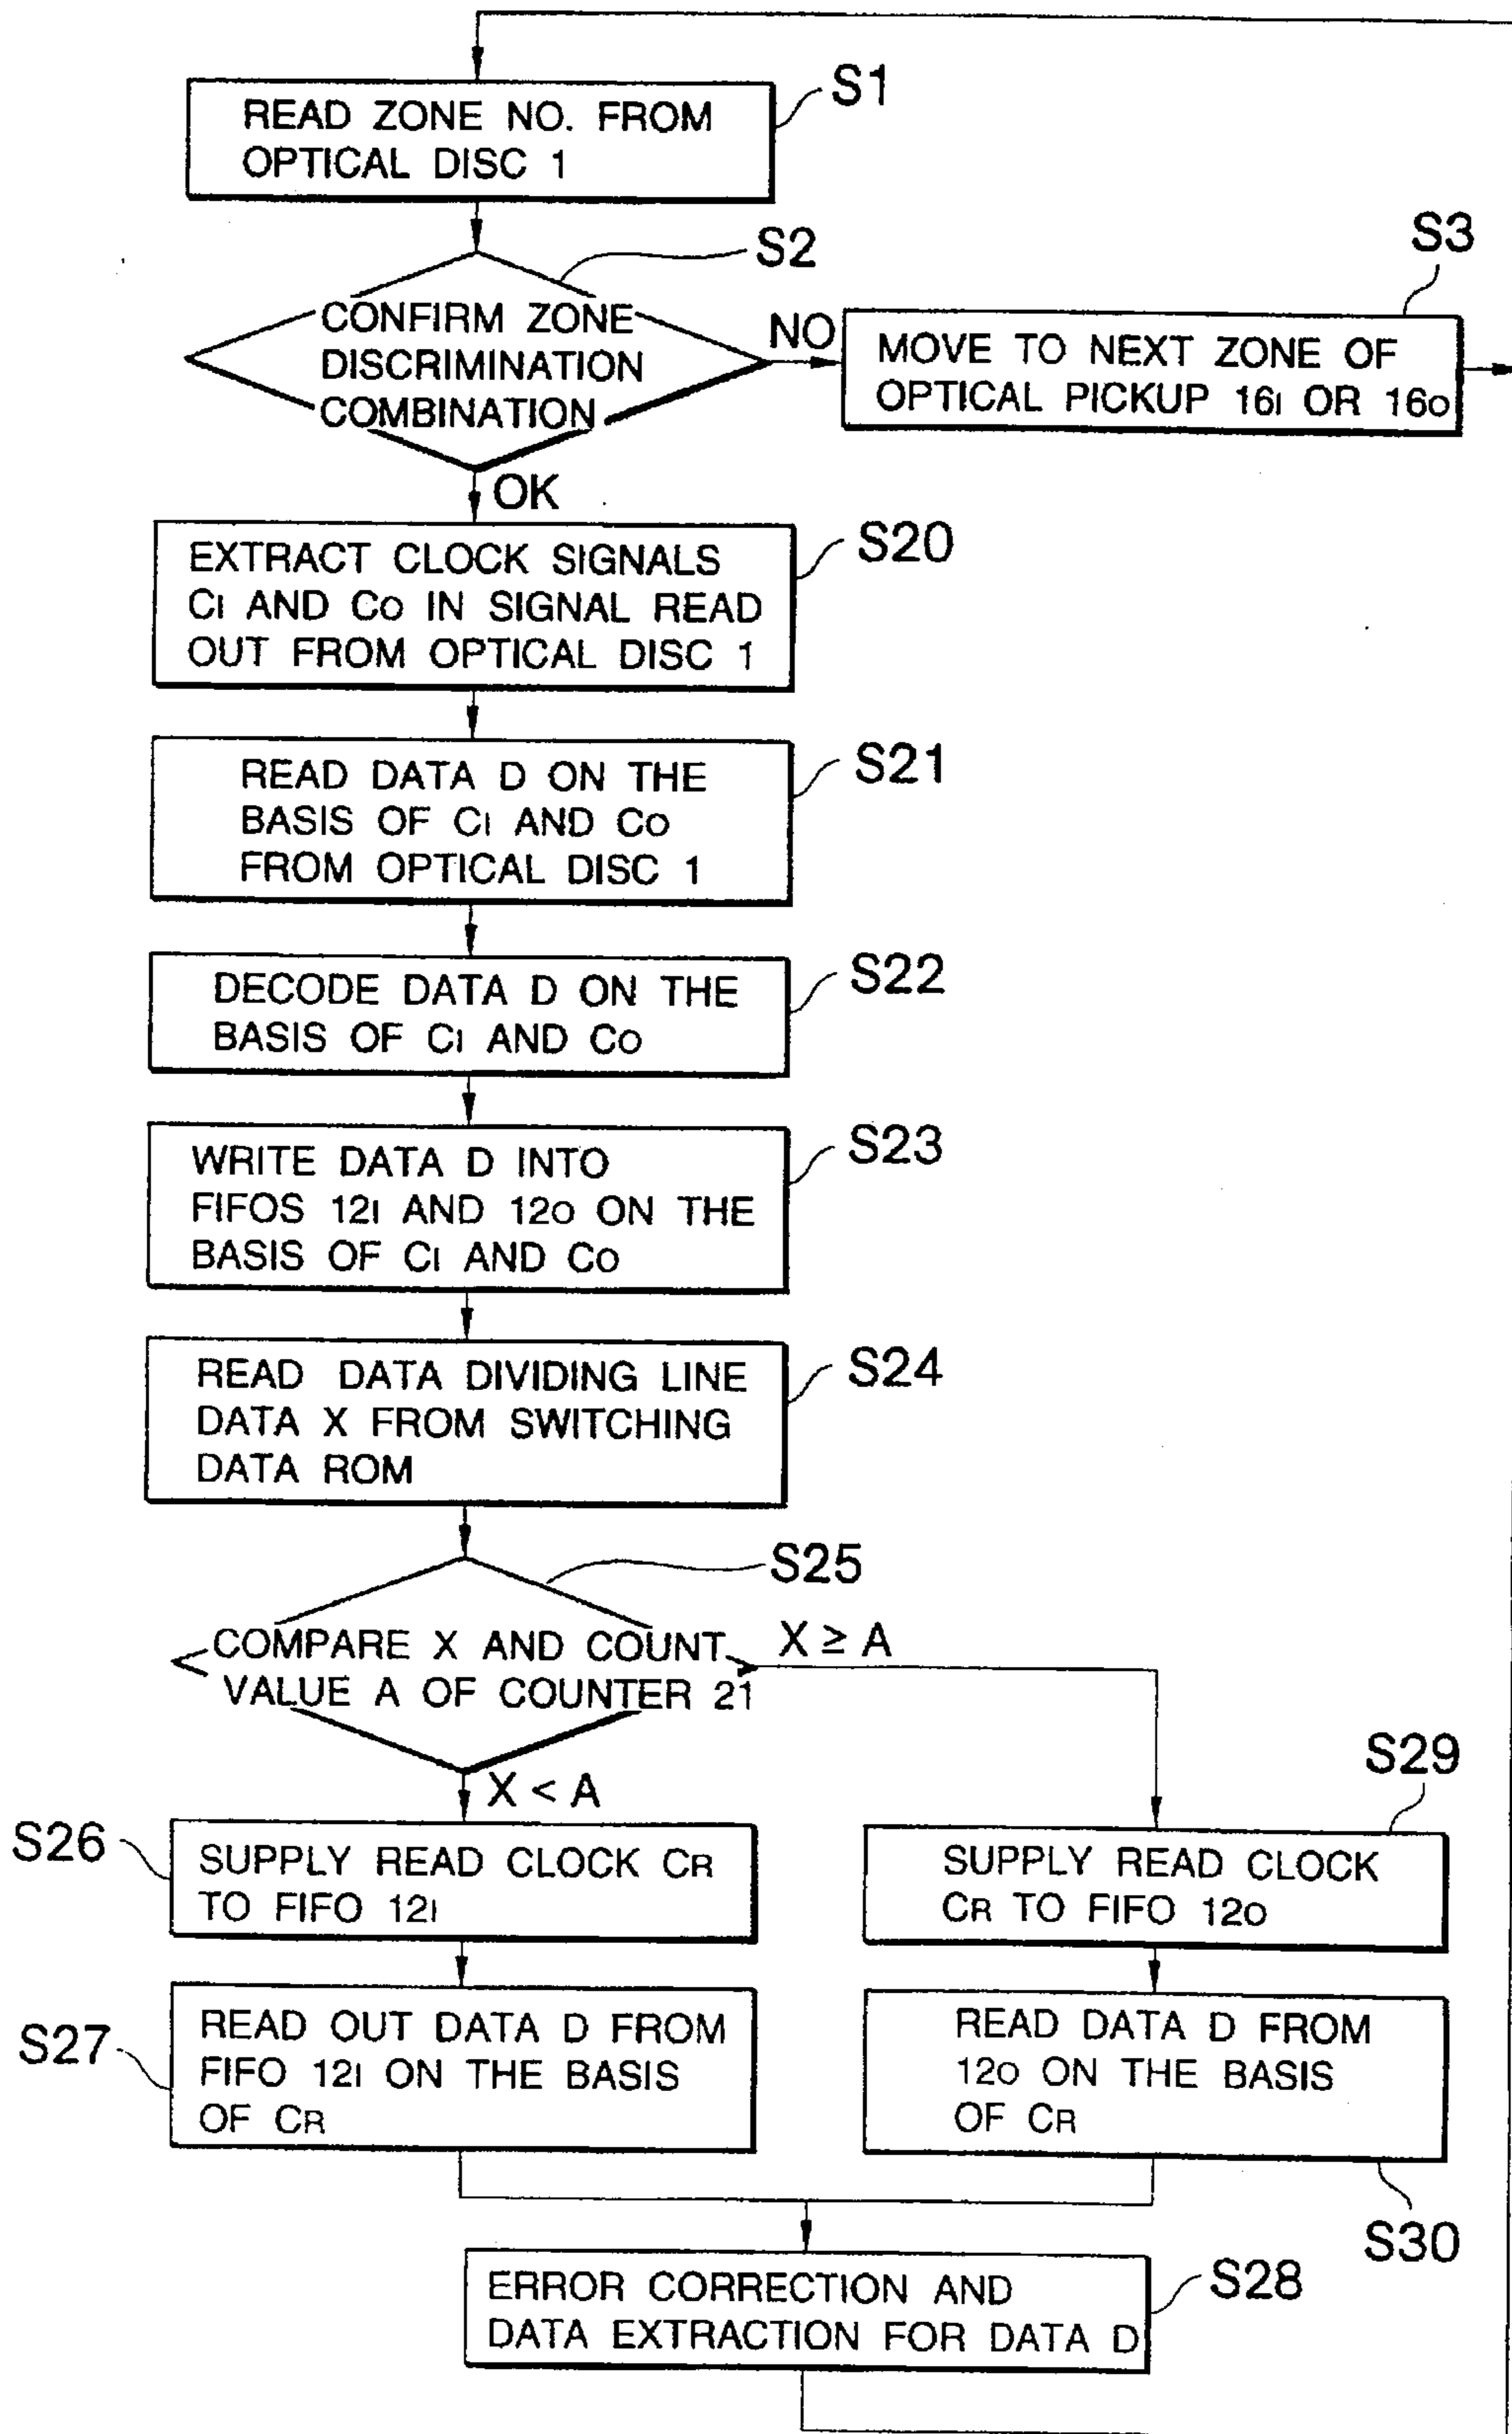 S1
READ ZONE NO. FROM
OPTICAL DISC 1
S2
CONFIRM ZONE
DISCRIMINATION
COMBINATION
NO
S3
MOVE TO NEXT ZONE OF
OPTICAL PICKUP 16I OR 16O
OK
S20
EXTRACT CLOCK SIGNALS
CI AND CO IN SIGNAL READ
OUT FROM OPTICAL DISC 1
S21
READ DATA D ON THE
BASIS OF CI AND CO
FROM OPTICAL DISC 1
S22
DECODE DATA D ON THE
BASIS OF CI AND CO
S23
WRITE DATA D INTO
FIFOS 12I AND 12O ON THE
BASIS OF CI AND CO
S24
READ DATA DIVIDING LINE
DATA X FROM SWITCHING
DATA ROM
S25
COMPARE X AND COUNT
VALUE A OF COUNTER 21
X ≥ A
X < A
S26
SUPPLY READ CLOCK CR
TO FIFO 12I
S29
SUPPLY READ CLOCK
CR TO FIFO 12O
S27
READ OUT DATA D FROM
FIFO 12I ON THE BASIS
OF CR
READ DATA D FROM
12O ON THE BASIS
OF CR
S30
S28
ERROR CORRECTION AND
DATA EXTRACTION FOR DATA D